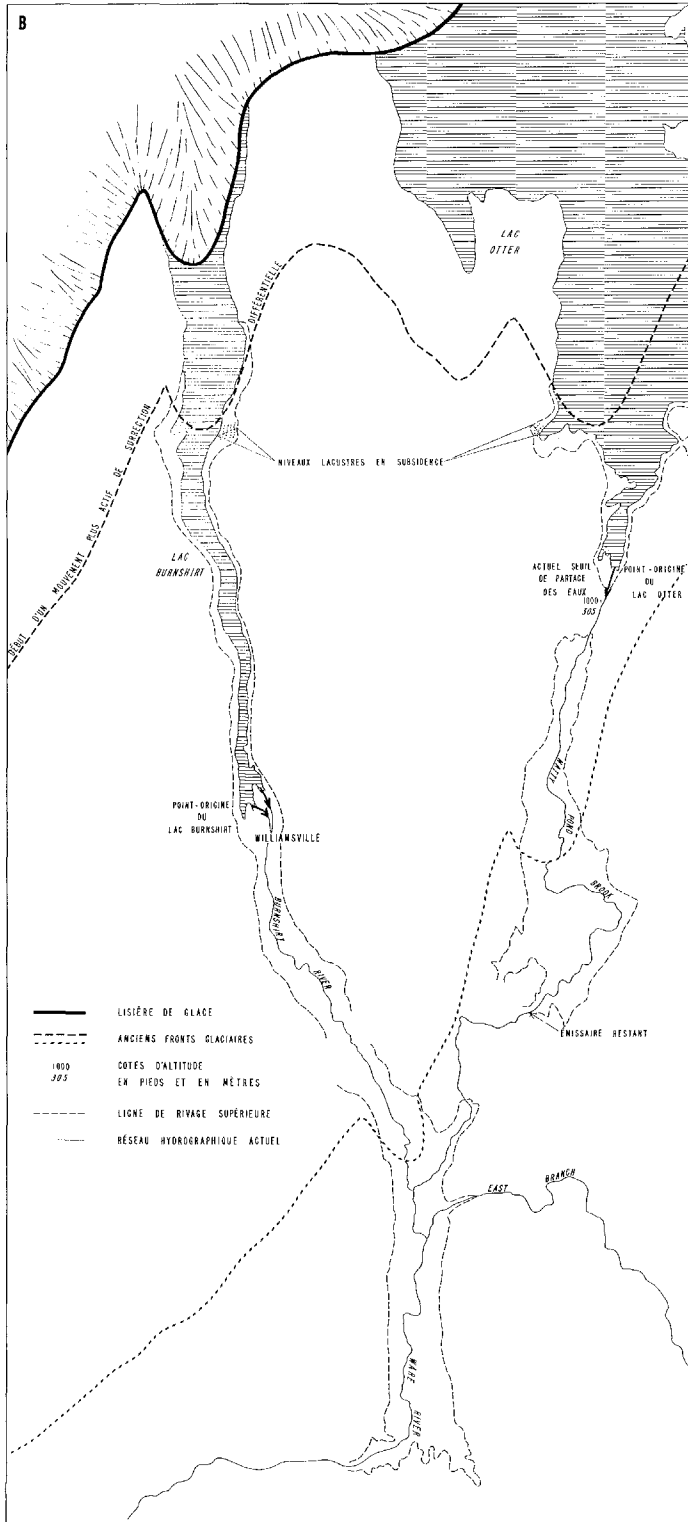 B
LAC
OTTER
DIFFÉRENTIELLE
NIVEAUX LACUSTRES EN SUBSIDENCE
DÉBUT D'UN MOUVEMENT PLUS ACTIF DE SURRECTION
LAC
BURNSHIRT
ACTUEL SEUIL
DE PARTAGE
DES EAUX
1000
305
POINT-ORIGINE
DU
LAC OTTER
POINT-ORIGINE
DU
LAC BURNSHIRT
WILLIAMSVILLE
NATTY
POND
BROOK
BURNSHIRT
RIVER
ÉMISSAIRE RESTANT
LISIÈRE DE GLACE
ANCIENS FRONTS GLACIAIRES
1000
305
COTES D'ALTITUDE
EN PIEDS ET EN MÈTRES
LIGNE DE RIVAGE SUPÉRIEURE
RÉSEAU HYDROGRAPHIQUE ACTUEL
EAST
BRANCH
WARE
RIVER